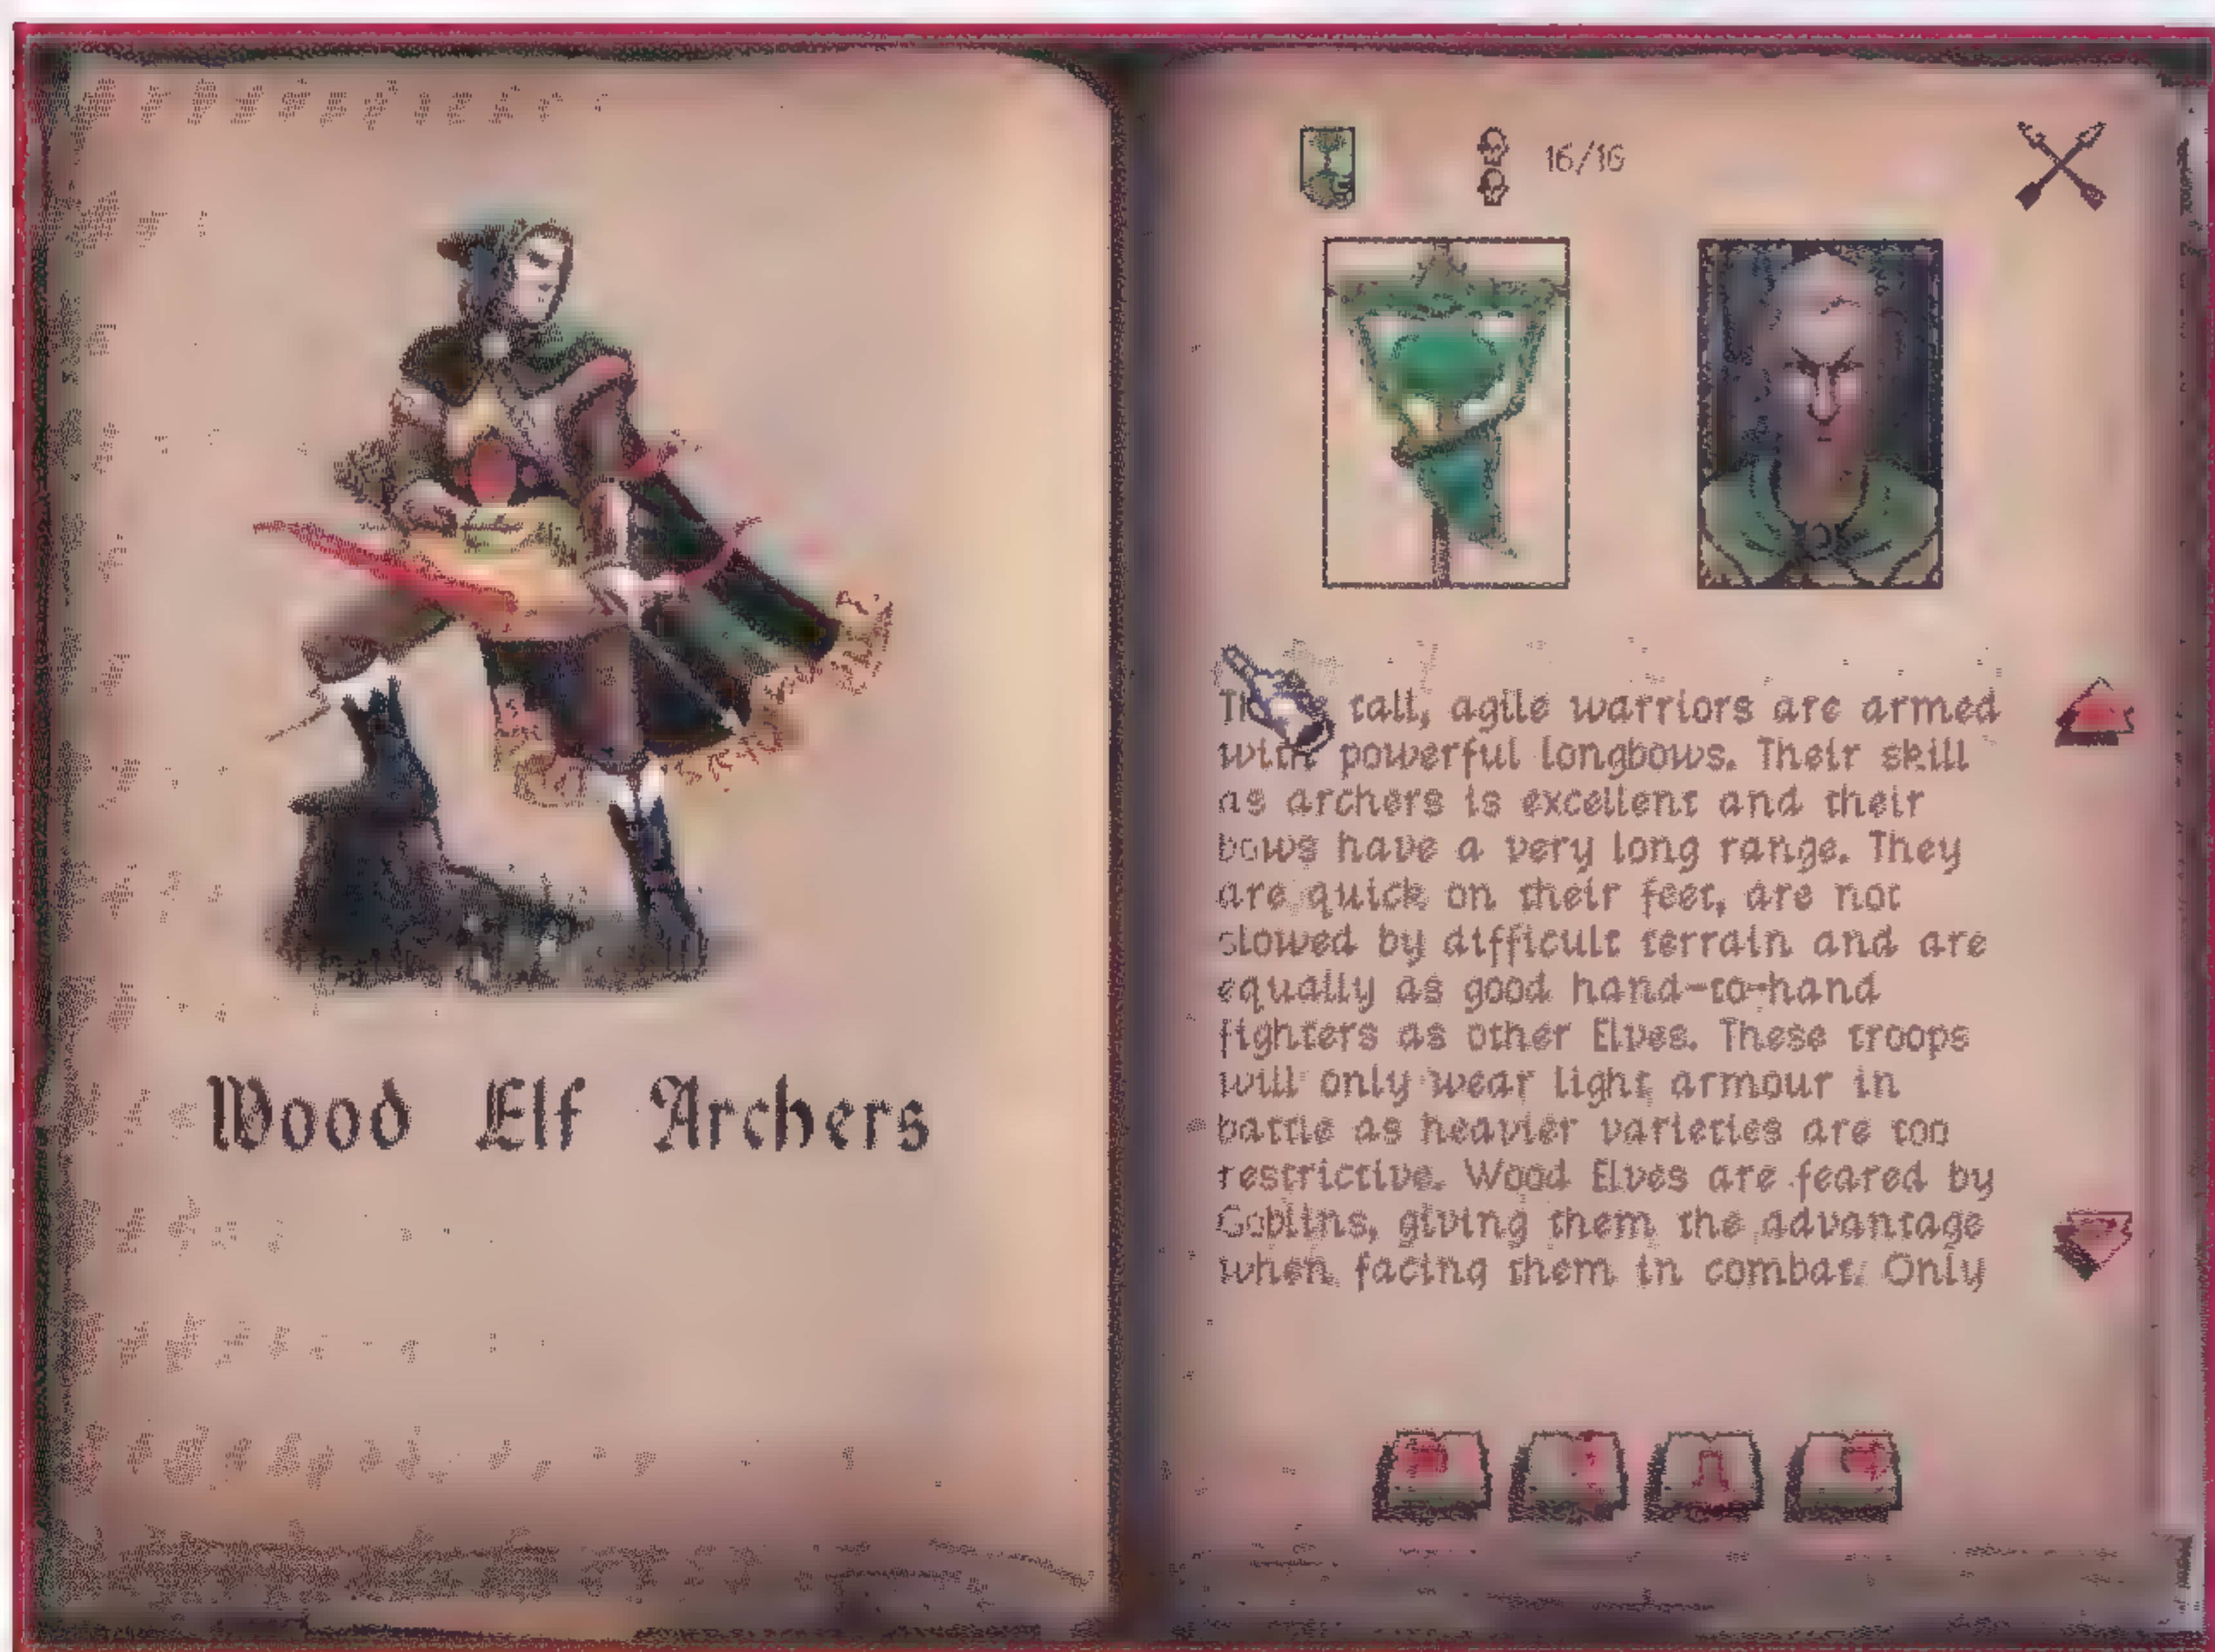 Wood Elf Archers
16/16
tall, agile warriors are armed
with powerful longbows. Their skill
as archers is excellent and their
bows have a very long range. They
are quick on their feet, are not
slowed by difficult terrain and are
equally as good hand-to-hand
fighters as other Elves. These troops
will only wear light armour in
battle as heavier varieties are too
restrictive. Wood Elves are feared by
Goblins, giving them the advantage
when facing them in combat. Only